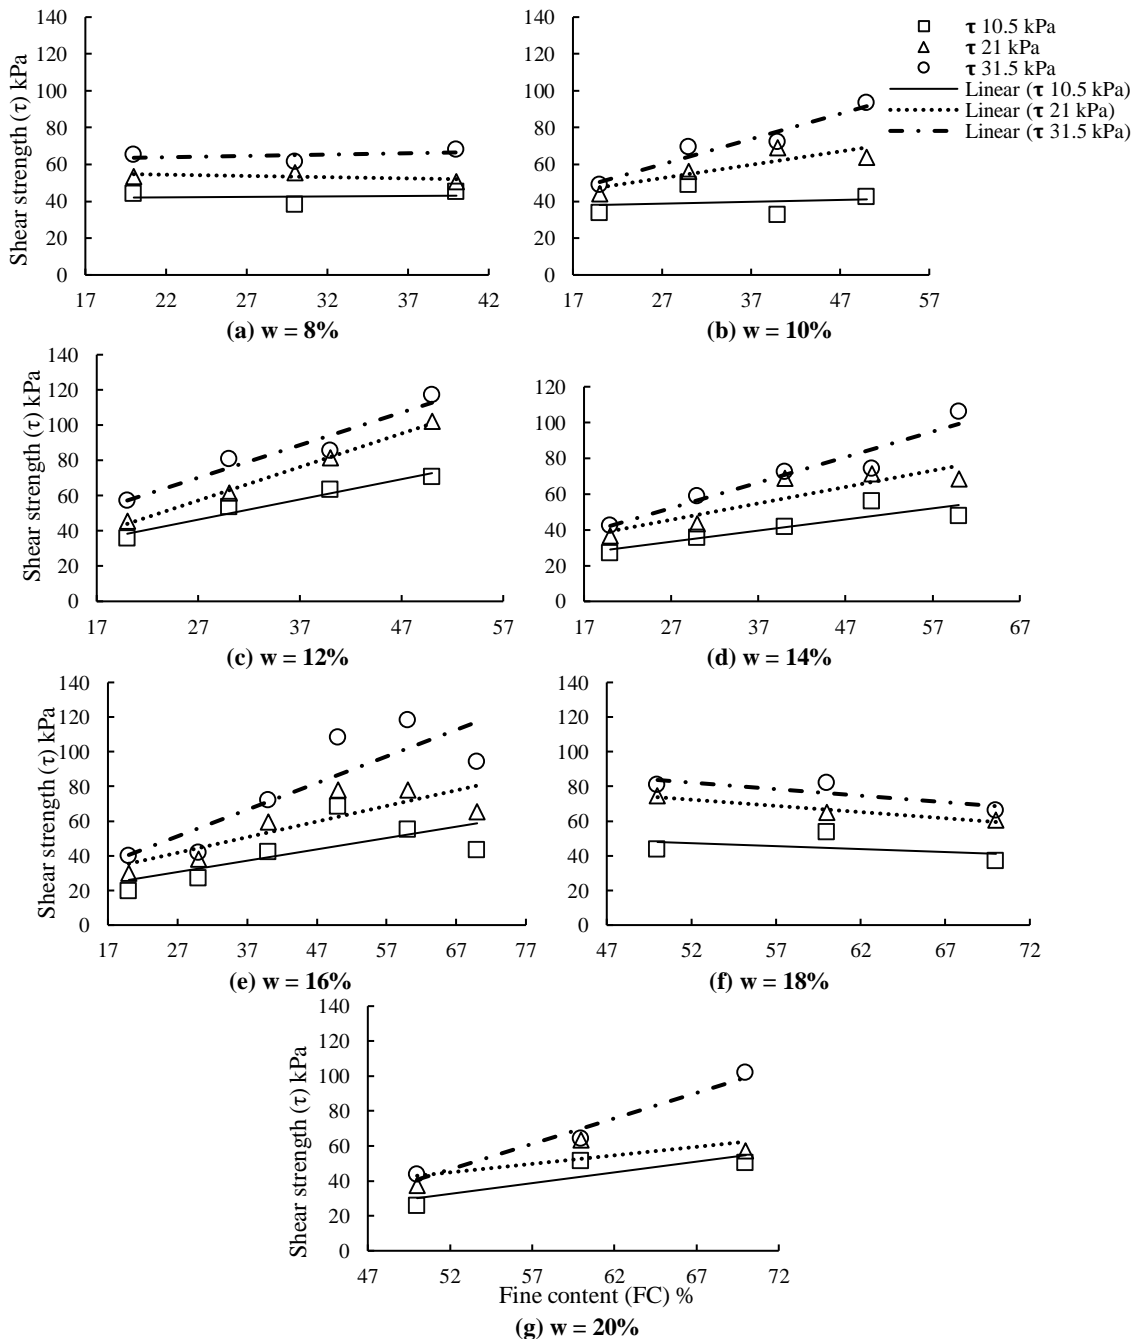 140
120
100
80
60
40
20
0
Shear strength (τ) kPa
17 22 27 32 37 42
(a) w = 8%
140
120
100
80
60
40
20
0
17 27 37 47 57
(b) w = 10%
τ 10.5 kPa
τ 21 kPa
τ 31.5 kPa
Linear (τ 10.5 kPa)
Linear (τ 21 kPa)
Linear (τ 31.5 kPa)
140
120
100
80
60
40
20
0
Shear strength (τ) kPa
17 27 37 47 57
(c) w = 12%
120
100
80
60
40
20
0
17 27 37 47 57 67
(d) w = 14%
140
120
100
80
60
40
20
0
Shear strength (τ) kPa
17 27 37 47 57 67 77
(e) w = 16%
140
120
100
80
60
40
20
0
47 52 57 62 67 72
(f) w = 18%
140
120
100
80
60
40
20
0
Shear strength (τ) kPa
47 52 57 62 67 72
Fine content (FC) %
(g) w = 20%